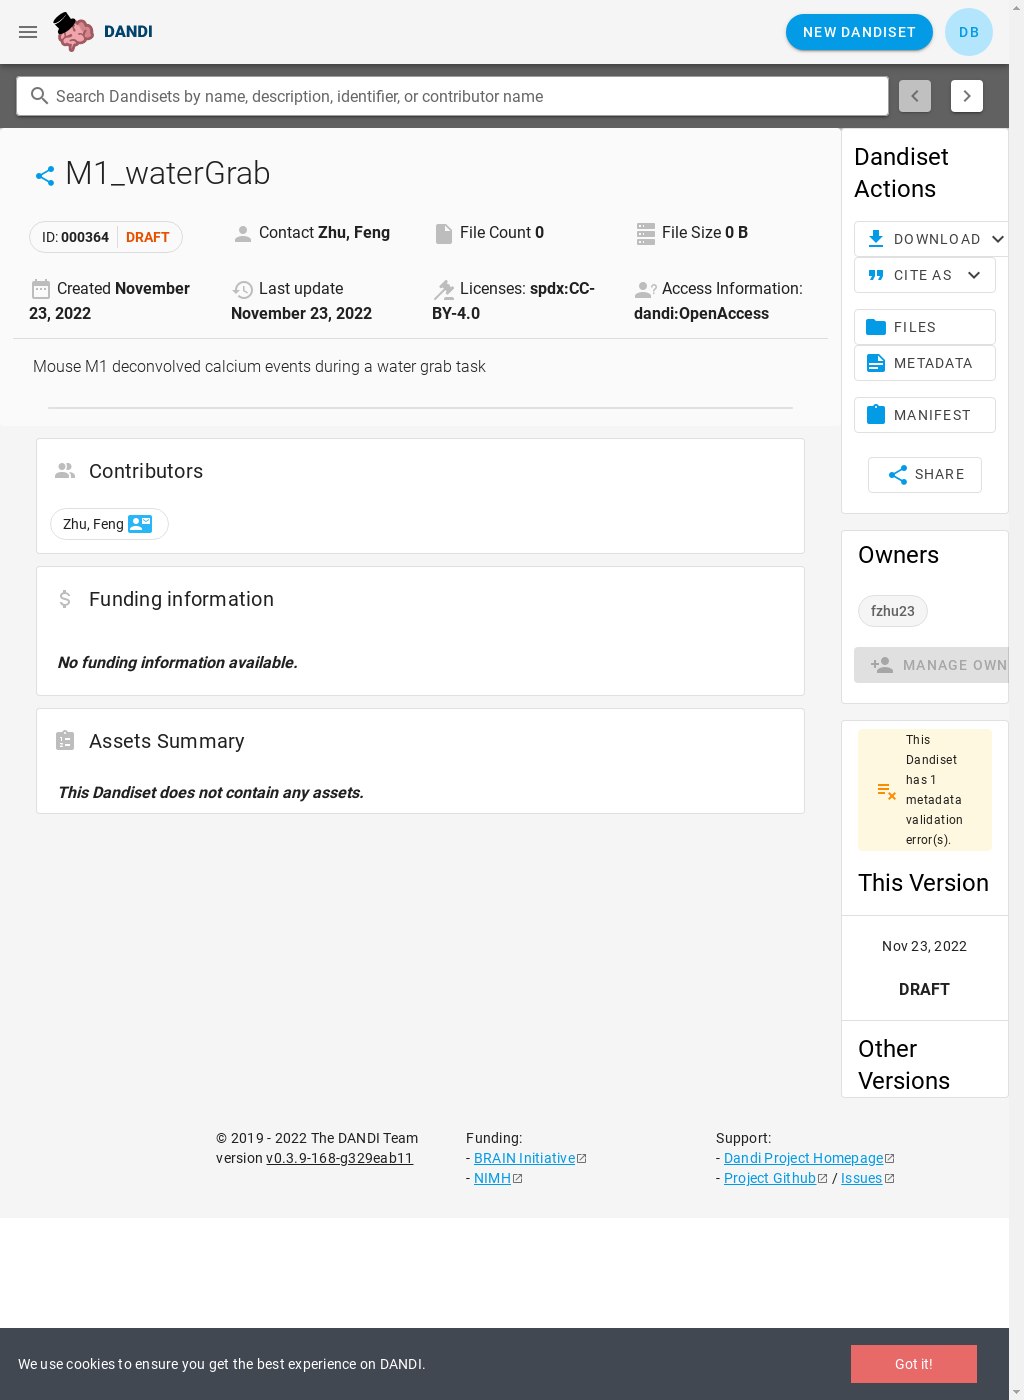 DANDI
NEW DANDISET
DB
Search Dandisets by name, description, identifier, or contributor name
M1_waterGrab
ID: 000364 DRAFT
Contact Zhu, Feng
File Count 0
File Size 0 B
Created November
23, 2022
Last update
November 23, 2022
Licenses: spdx:CC-
BY-4.0
Access Information:
dandi:OpenAccess
Mouse M1 deconvolved calcium events during a water grab task
Contributors
Zhu, Feng
Funding information
No funding information available.
Assets Summary
This Dandiset does not contain any assets.
Dandiset
Actions
DOWNLOAD
CITE AS
FILES
METADATA
MANIFEST
SHARE
Owners
fzhu23
MANAGE OWN
This
Dandiset
has 1
metadata
validation
error(s).
This Version
Nov 23, 2022
DRAFT
Other
Versions
© 2019 - 2022 The DANDI Team
version v0.3.9-168-g329eab11
Funding:
- BRAIN Initiative
- NIMH
Support:
- Dandi Project Homepage
- Project Github / Issues
We use cookies to ensure you get the best experience on DANDI.
Got it!